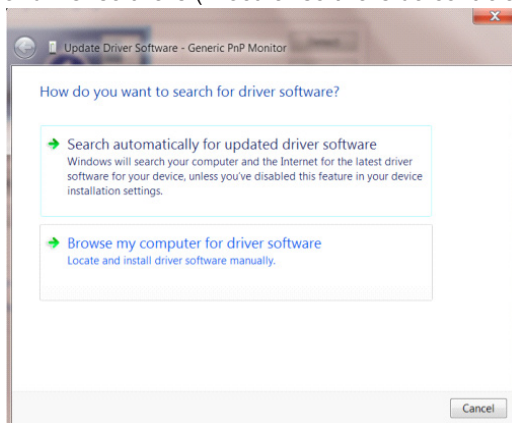 Update Driver Software - Generic PnP Monitor
How do you want to search for driver software?
Search automatically for updated driver software
Windows will search your computer and the Internet for the latest driver
software for your device, unless you've disabled this feature in your device
installation settings.
Browse my computer for driver software
Locate and install driver software manually.
Cancel